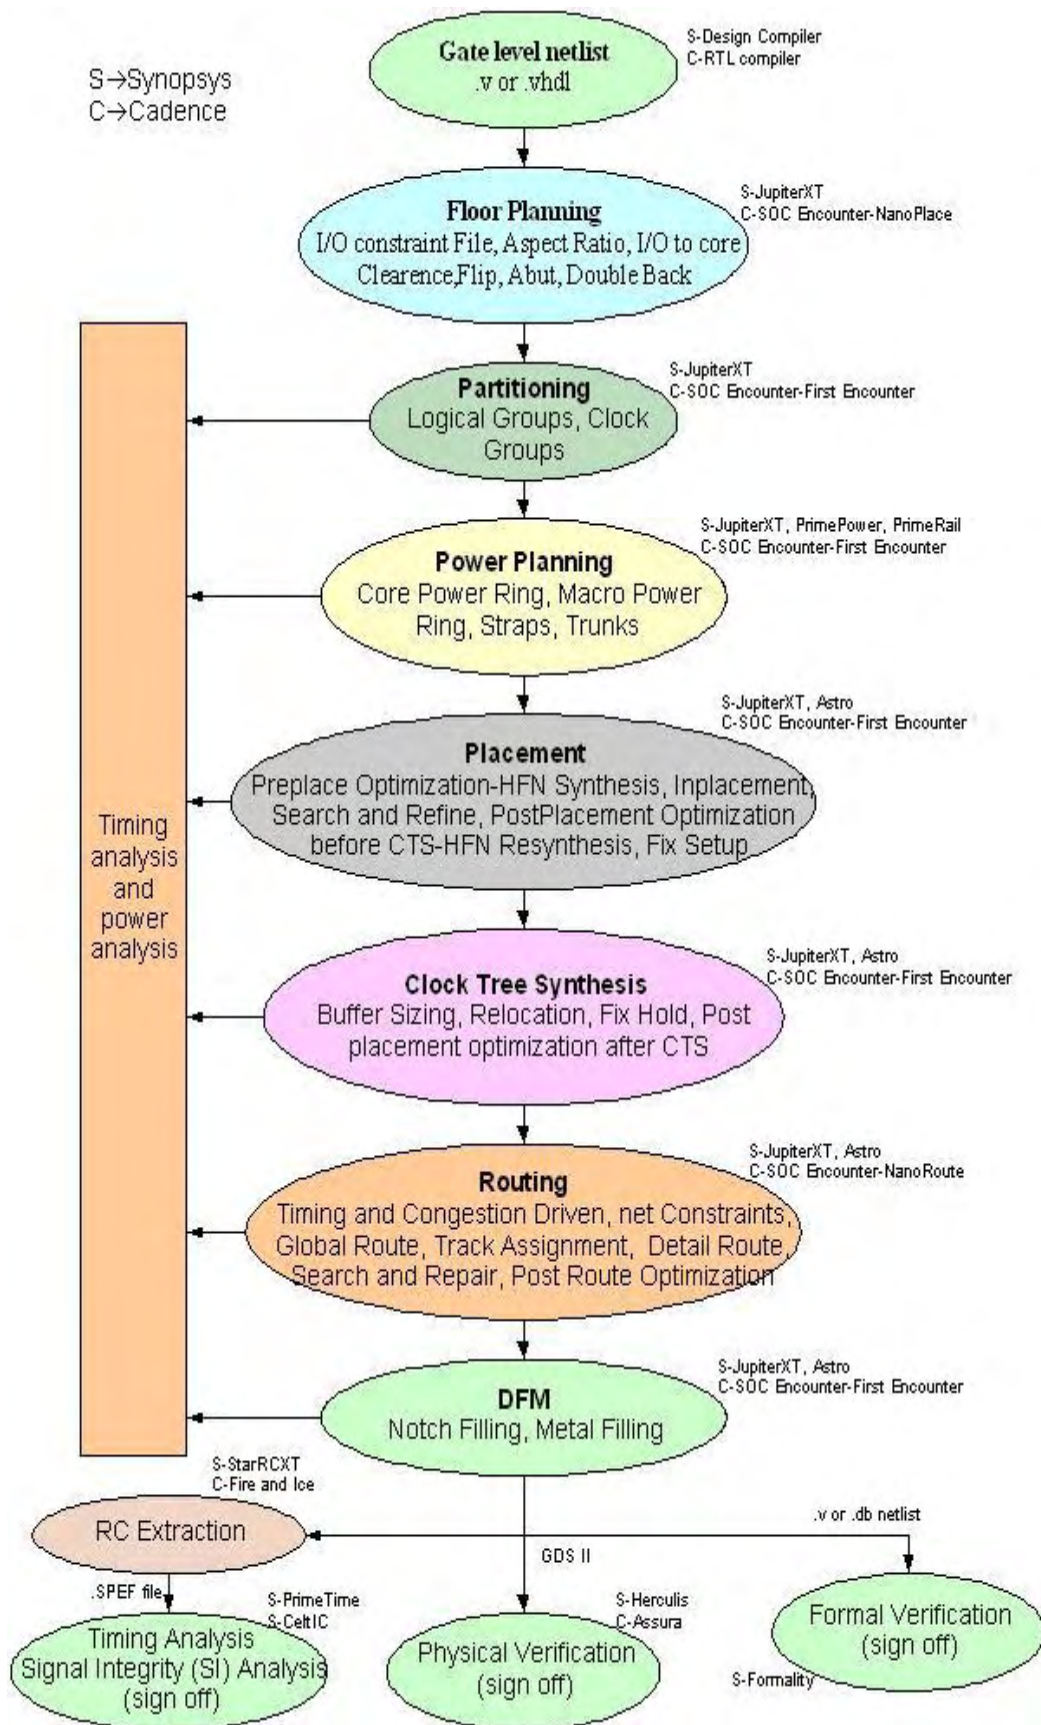 S-Design Compiler
C-RTL compiler
Gate level netlist
.v or .vhdl
S→Synopsys
C→Cadence
S-JupiterXT
C-SOC Encounter-NanoPlace
Floor Planning
I/O constraint File, Aspect Ratio, I/O to core
Clearence,Flip, Abut, Double Back
S-JupiterXT
C-SOC Encounter-First Encounter
Partitioning
Logical Groups, Clock
Groups
S-JupiterXT, PrimePower, PrimeRail
C-SOC Encounter-First Encounter
Power Planning
Core Power Ring, Macro Power
Ring, Straps, Trunks
S-JupiterXT, Astro
C-SOC Encounter-First Encounter
Placement
Preplace Optimization-HFN Synthesis, Inplacement,
Search and Refine, PostPlacement Optimization
before CTS-HFN Resynthesis, Fix Setup
Timing
analysis
and
power
analysis
S-JupiterXT, Astro
C-SOC Encounter-First Encounter
Clock Tree Synthesis
Buffer Sizing, Relocation, Fix Hold, Post
placement optimization after CTS
S-JupiterXT, Astro
C-SOC Encounter-NanoRoute
Routing
Timing and Congestion Driven, net Constraints,
Global Route, Track Assignment, Detail Route,
Search and Repair, Post Route Optimization
S-JupiterXT, Astro
C-SOC Encounter-First Encounter
DFM
Notch Filling, Metal Filling
S-StarRCXT
C-Fire and Ice
RC Extraction
.v or .db netlist
GDS II
.SPEF file
S-PrimeTime
S-CeltIC
Timing Analysis
Signal Integrity (SI) Analysis
(sign off)
S-Herculis
C-Assura
Physical Verification
(sign off)
Formal Verification
(sign off)
S-Formality